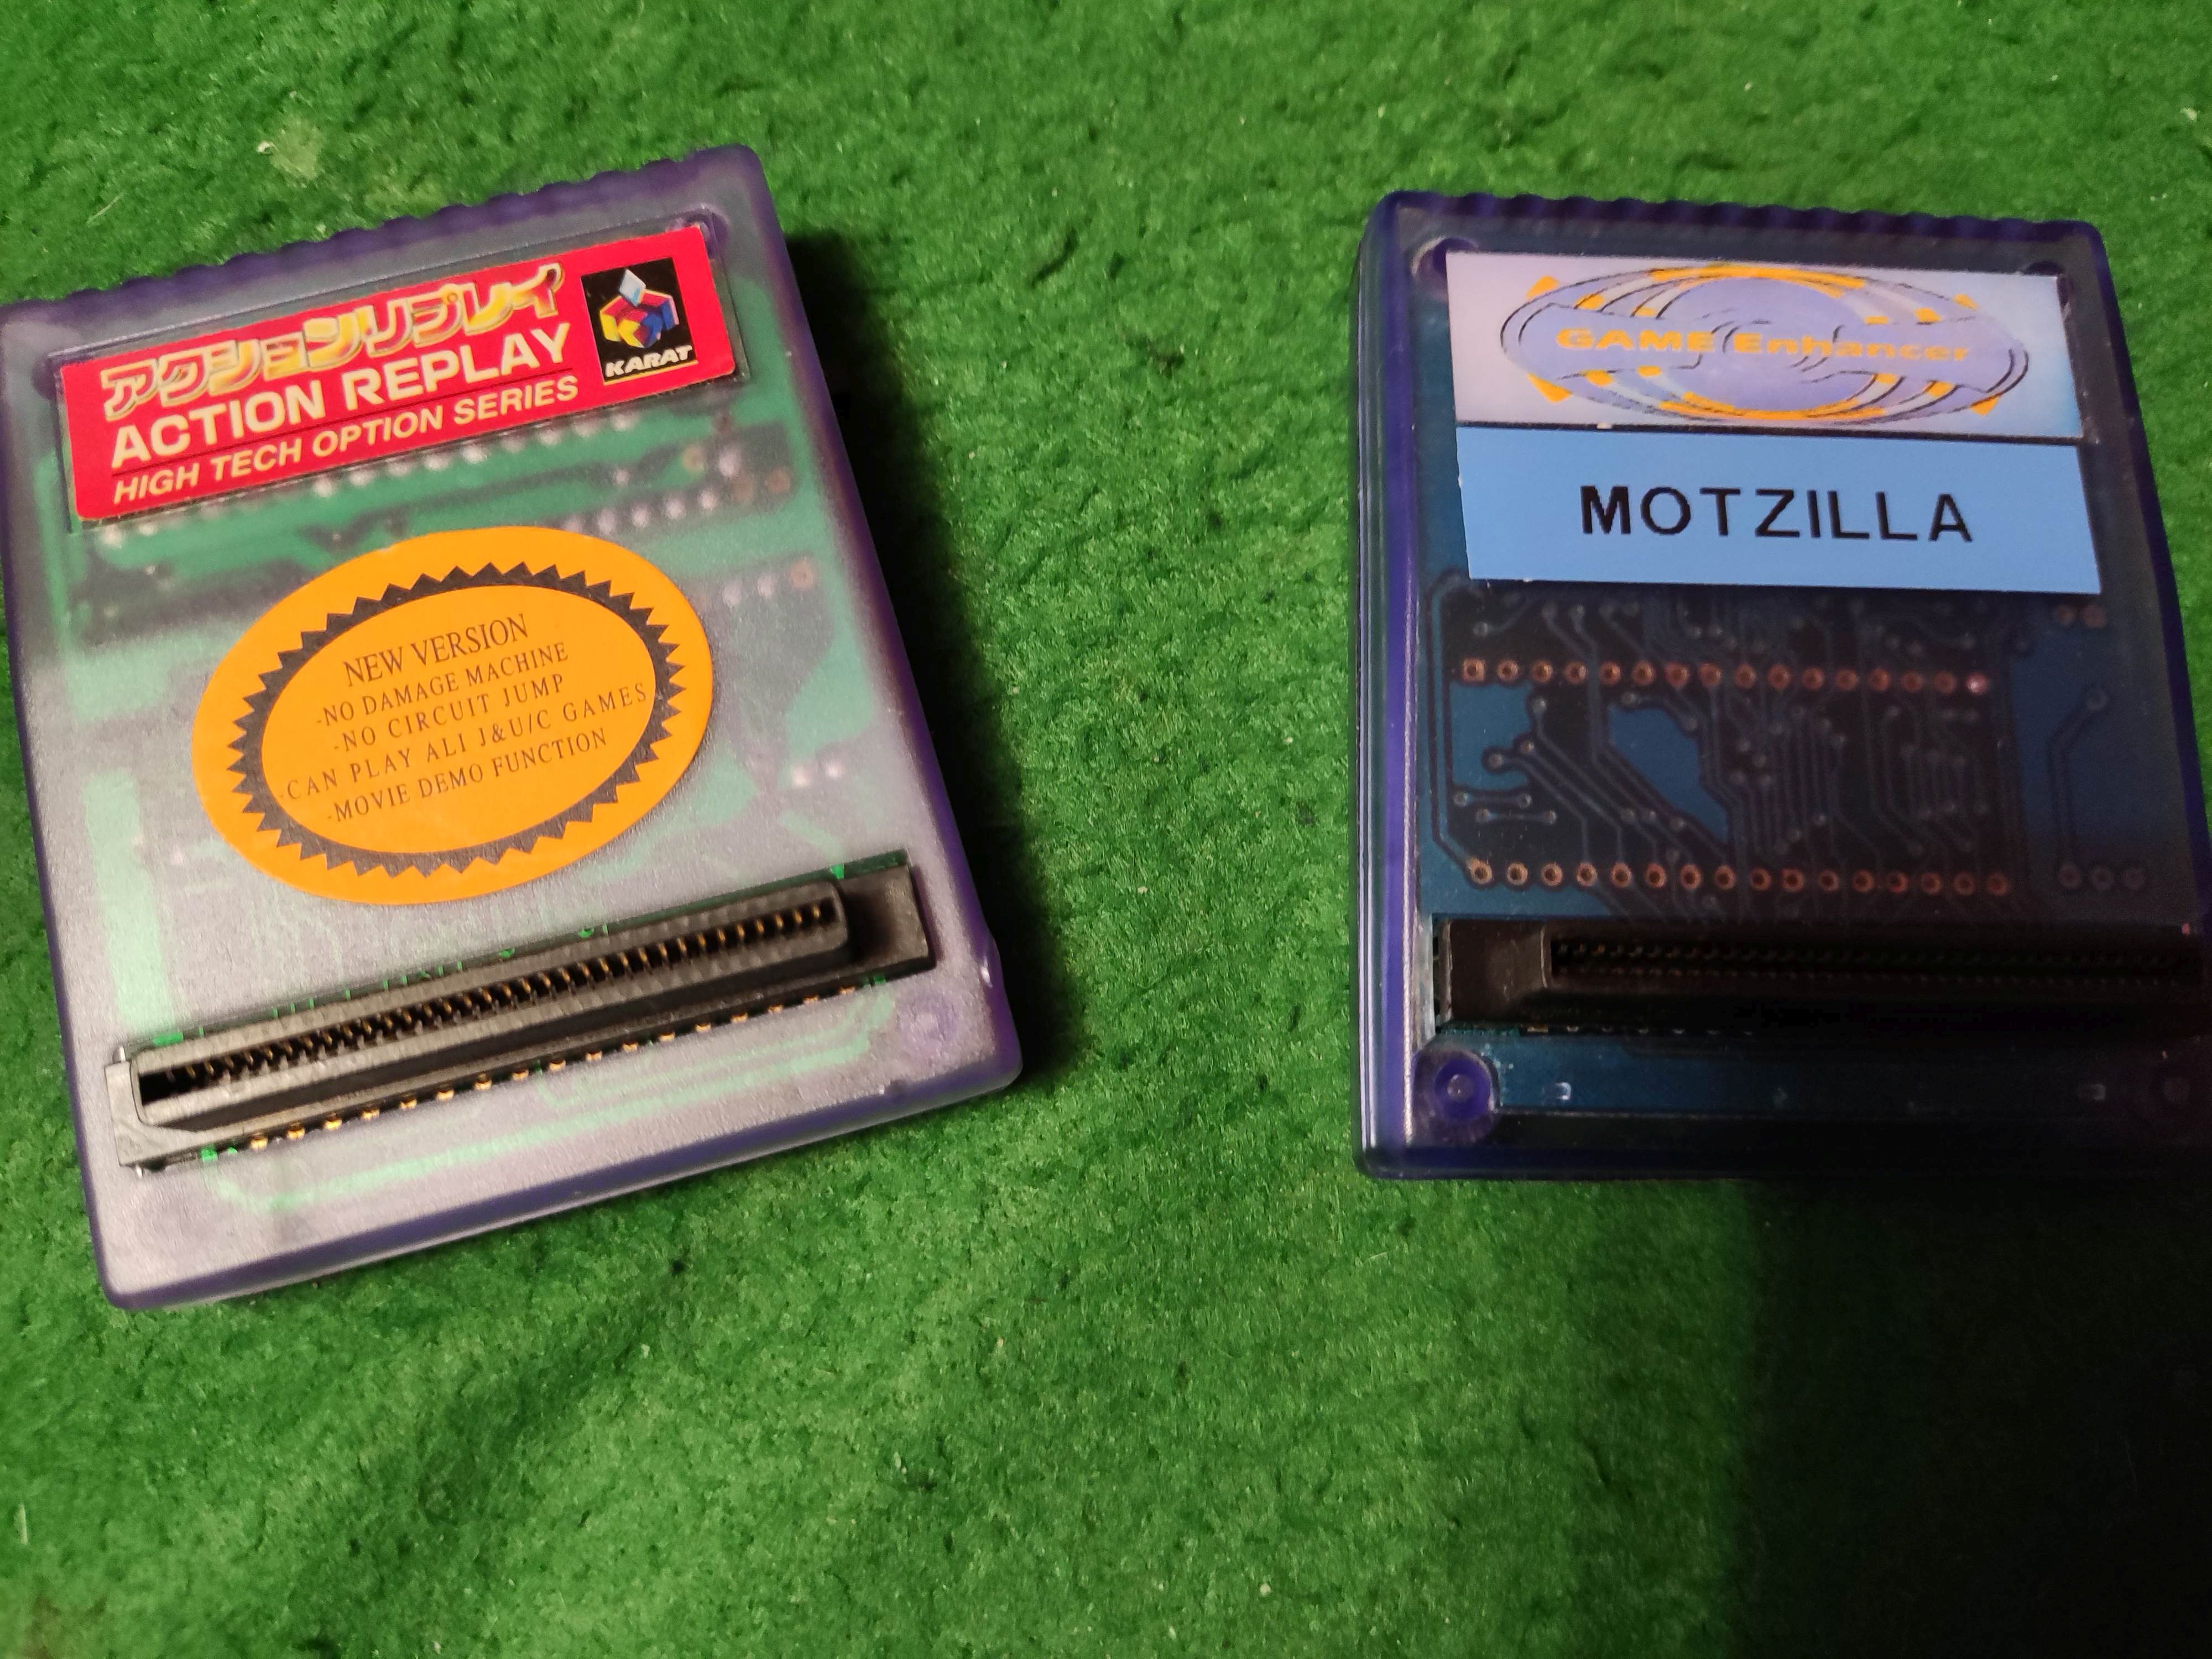 アクションリプレイ
ACTION REPLAY
HIGH TECH OPTION SERIES
KARAT
NEW VERSION
-NO DAMAGE MACHINE
-NO CIRCUIT JUMP
-CAN PLAY ALI J&U/C GAMES
-MOVIE DEMO FUNCTION
GAME Enhancer
MOTZILLA